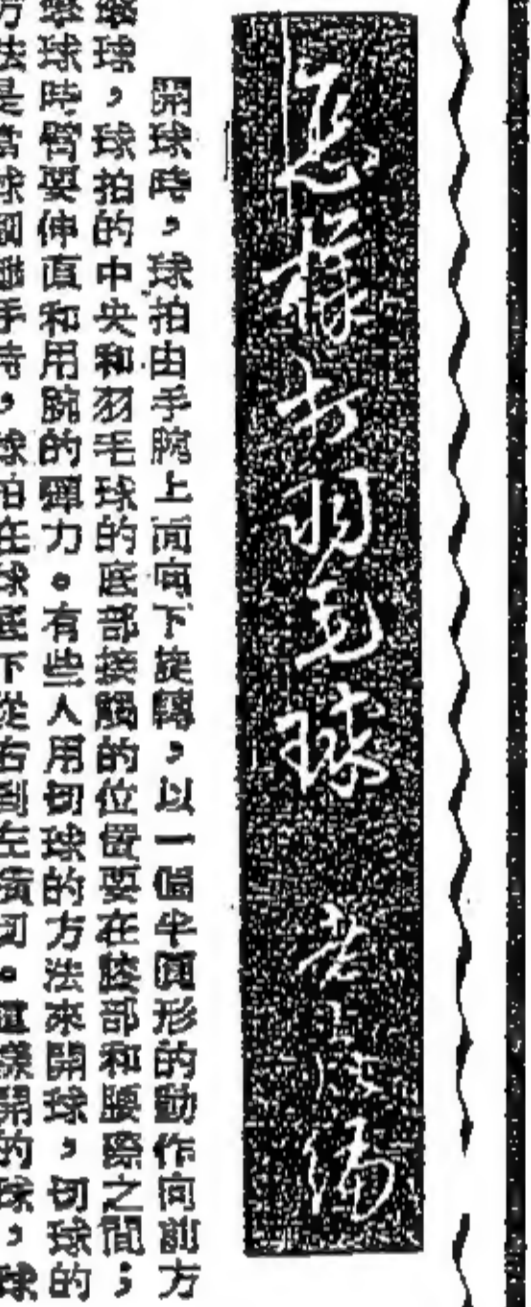 怎樣打羽毛球
編
開球時，球拍由手腕上面向下旋轉，以一個半圓形的動作向前方
擊球，球拍的中央和羽毛球的底部接觸的位置要在膝部和腰際之間；
擊球時臂要伸直和用腕的彈力。有些人用切球的方法來開球，切球的
方法是當球剛離手時，球拍在球底下從右到左橫切。這樣開的球，球